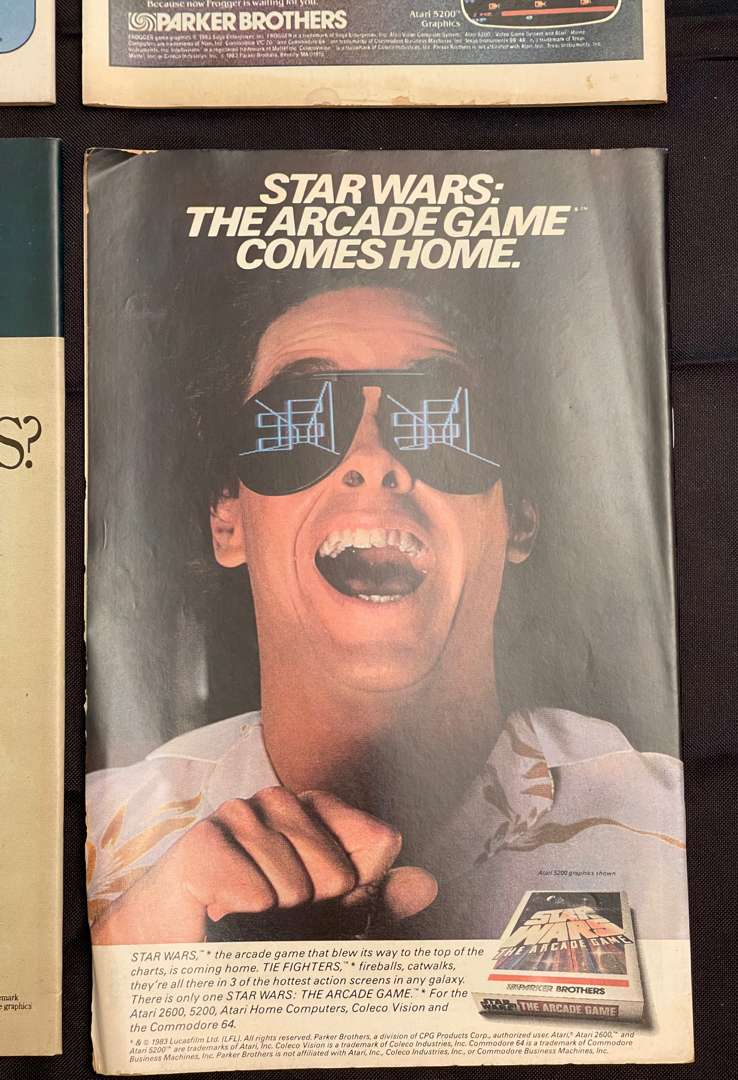 Because now Frogger is waiting for you.
PARKER BROTHERS
Atari 5200™
Graphics
S?
emark
e graphics
STAR WARS:
THE ARCADE GAME*™
COMES HOME.
Atari 5200 graphics shown
STAR WARS
THE ARCADE GAME
PARKER BROTHERS
STAR WARS THE ARCADE GAME
STAR WARS,™* the arcade game that blew its way to the top of the
charts, is coming home. TIE FIGHTERS,™* fireballs, catwalks,
they're all there in 3 of the hottest action screens in any galaxy.
There is only one STAR WARS: THE ARCADE GAME.™* For the
Atari 2600, 5200, Atari Home Computers, Coleco Vision and
the Commodore 64.
* & © 1983 Lucasfilm Ltd. (LFL). All rights reserved. Parker Brothers, a division of CPG Products Corp., authorized user. Atari,® Atari 2600,™ and
Atari 5200™ are trademarks of Atari, Inc. Coleco Vision is a trademark of Coleco Industries, Inc. Commodore 64 is a trademark of Commodore
Business Machines, Inc. Parker Brothers is not affiliated with Atari, Inc., Coleco Industries, Inc., or Commodore Business Machines, Inc.